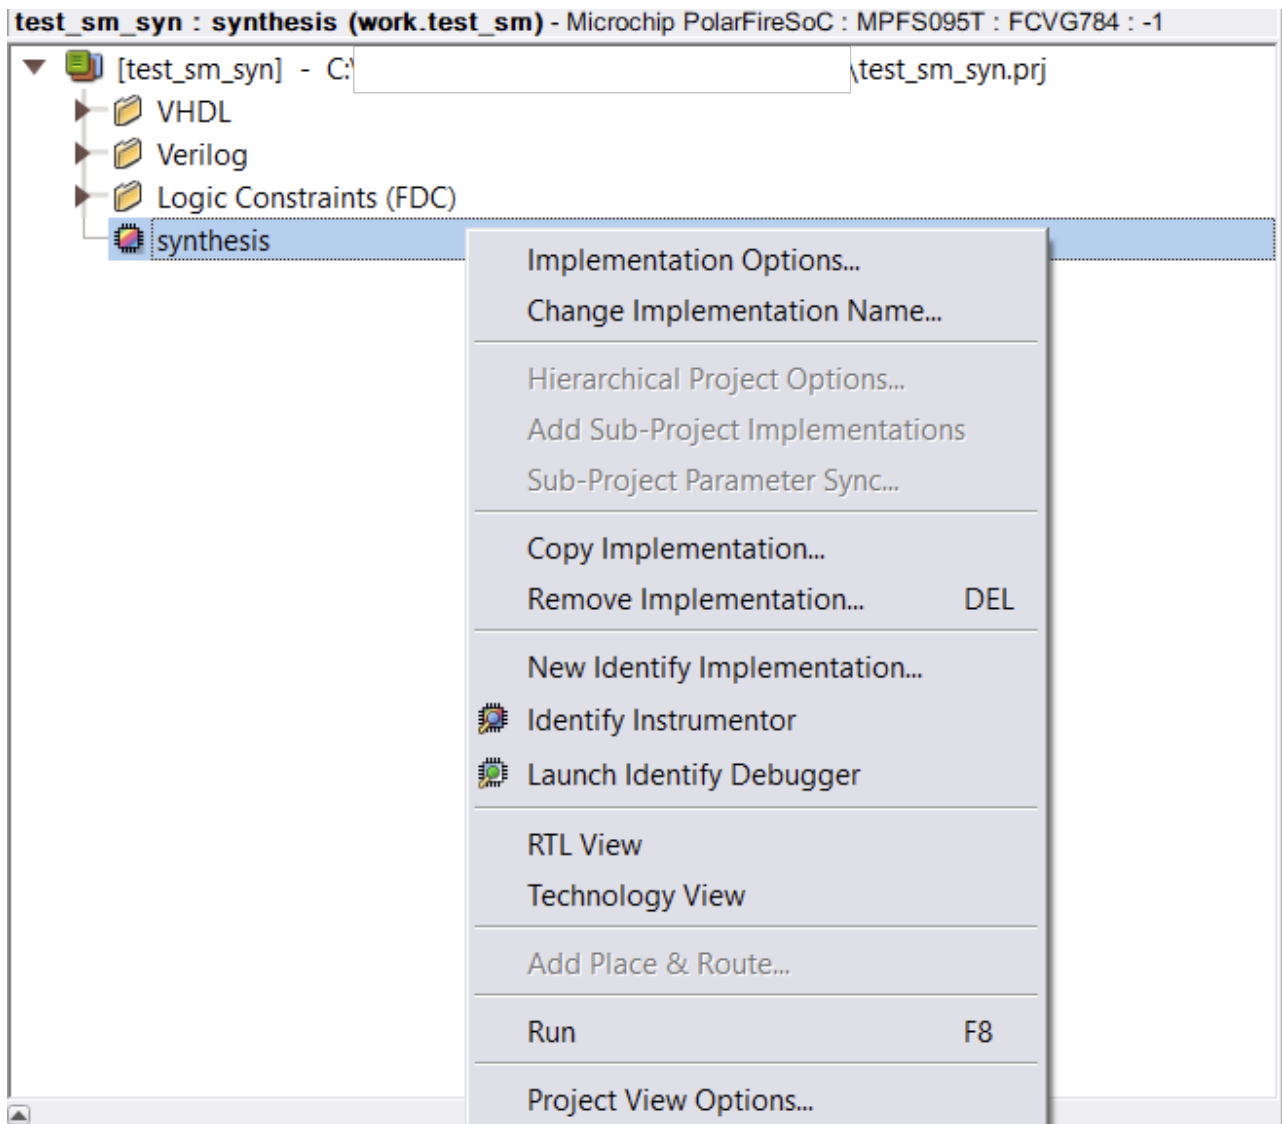 test_sm_syn : synthesis (work.test_sm) - Microchip PolarFireSoC : MPFS095T : FCVG784 : -1
[test_sm_syn] - C:\ \test_sm_syn.prj
VHDL
Verilog
Logic Constraints (FDC)
synthesis
Implementation Options...
Change Implementation Name...
Hierarchical Project Options...
Add Sub-Project Implementations
Sub-Project Parameter Sync...
Copy Implementation...
Remove Implementation... DEL
New Identify Implementation...
Identify Instrumentor
Launch Identify Debugger
RTL View
Technology View
Add Place & Route...
Run F8
Project View Options...